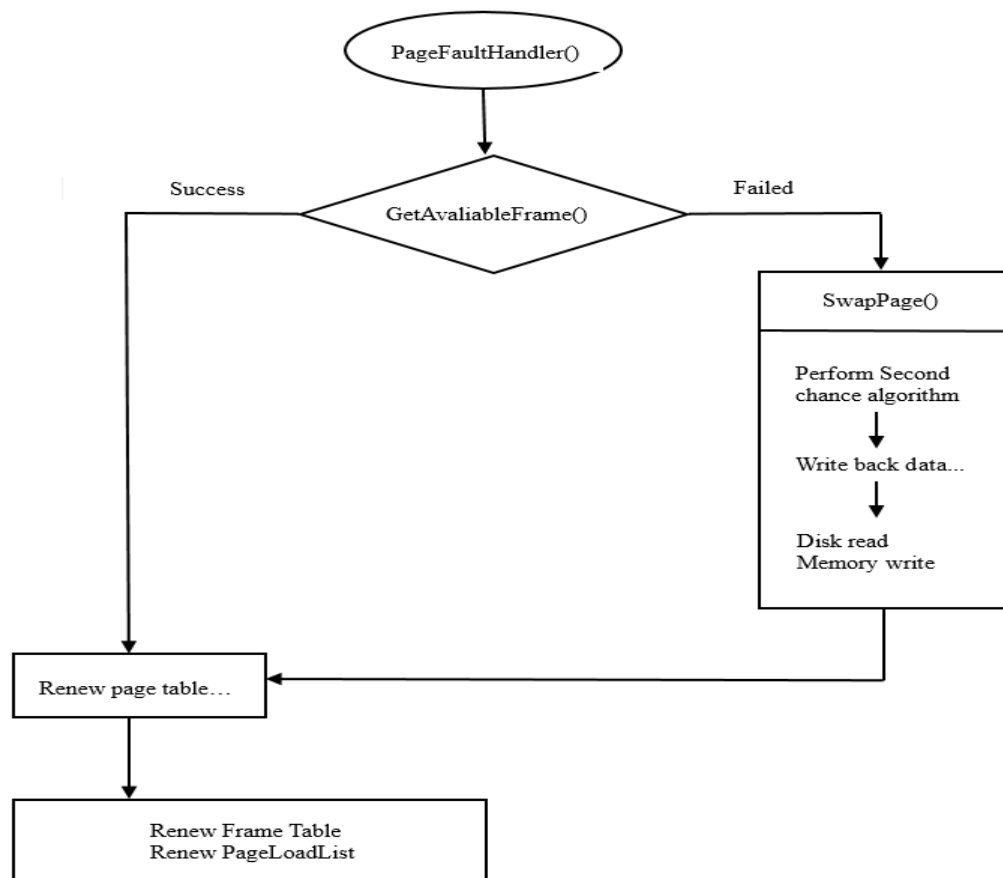 PageFaultHandler()
Success
Failed
GetAvaliableFrame()
SwapPage()
Perform Second
chance algorithm
Write back data...
Disk read
Memory write
Renew page table…
Renew Frame Table
Renew PageLoadList